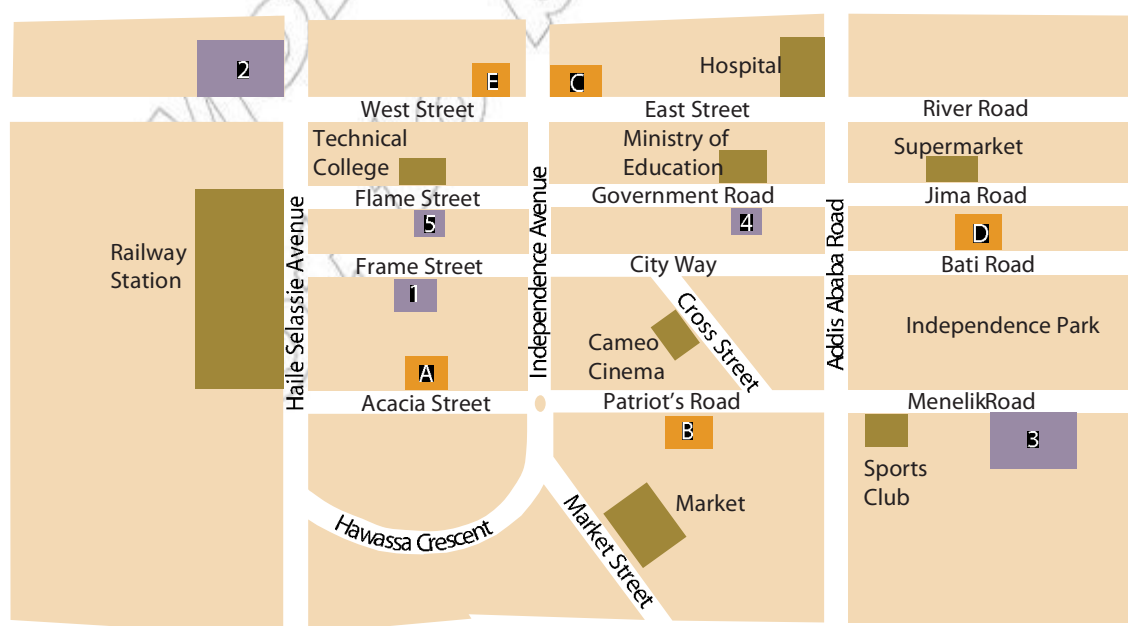 2
E
C
Hospital
West Street
East Street
River Road
Technical
College
Ministry of
Education
Supermarket
Flame Street
Government Road
Jima Road
5
4
D
Railway
Station
Haile Selassie Avenue
Independence Avenue
Addis Ababa Road
Frame Street
City Way
Bati Road
1
Cross Street
Independence Park
Cameo
Cinema
A
Acacia Street
Patriot's Road
MenelikRoad
B
3
Sports
Club
Market
Hawassa Crescent
Market Street